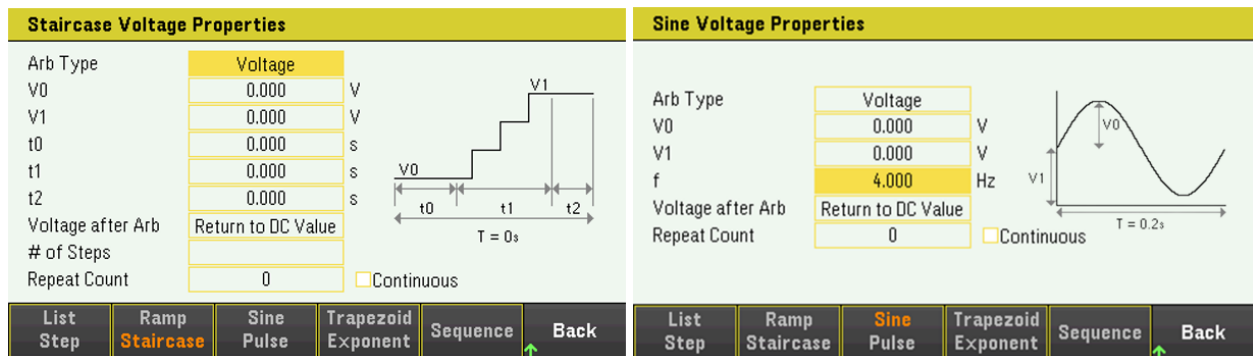 Staircase Voltage Properties
Arb Type Voltage
V0 0.000 V
V1 0.000 V
t0 0.000 s
t1 0.000 s
t2 0.000 s
Voltage after Arb Return to DC Value
# of Steps
Repeat Count 0 Continuous
V1
V0
t0 t1 t2
T = 0s
List Step
Ramp Staircase
Sine Pulse
Trapezoid Exponent
Sequence
Back
Sine Voltage Properties
Arb Type Voltage
V0 0.000 V
V1 0.000 V
f 4.000 Hz
Voltage after Arb Return to DC Value
Repeat Count 0 Continuous
V0
V1
T = 0.2s
List Step
Ramp Staircase
Sine Pulse
Trapezoid Exponent
Sequence
Back